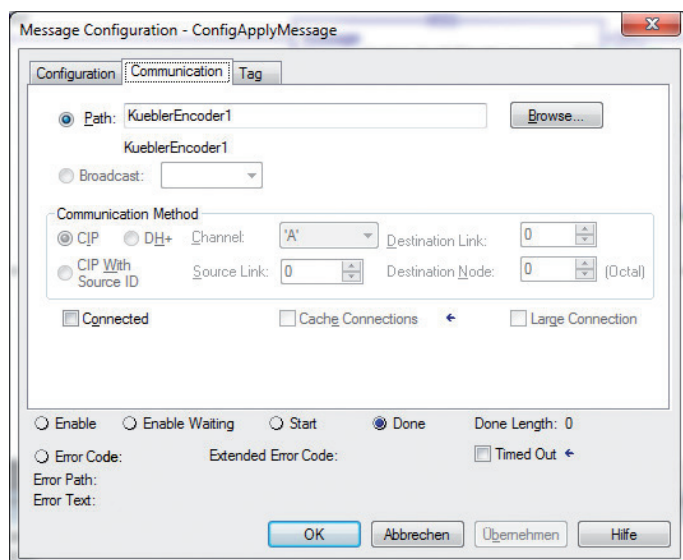 Message Configuration - ConfigApplyMessage
Configuration Communication Tag
Path: KueblerEncoder1 Browse...
KueblerEncoder1
Broadcast:
Communication Method
CIP DH+ Channel: 'A' Destination Link: 0
CIP With Source ID Source Link: 0 Destination Node: 0 (Octal)
Connected Cache Connections Large Connection
Enable Enable Waiting Start Done Done Length: 0
Error Code: Extended Error Code: Timed Out
Error Path:
Error Text:
OK Abbrechen Übernehmen Hilfe